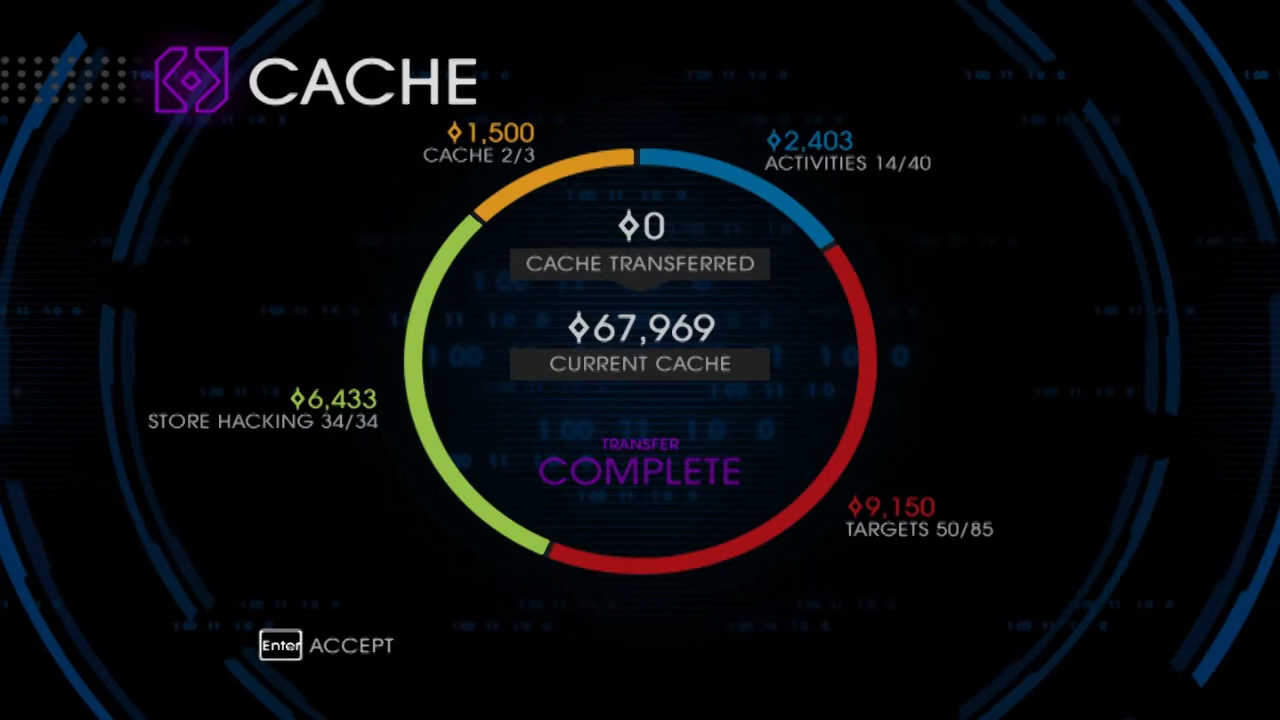 CACHE
1,500
CACHE 2/3
2,403
ACTIVITIES 14/40
0
CACHE TRANSFERRED
67,969
CURRENT CACHE
6,433
STORE HACKING 34/34
TRANSFER
COMPLETE
9,150
TARGETS 50/85
Enter ACCEPT